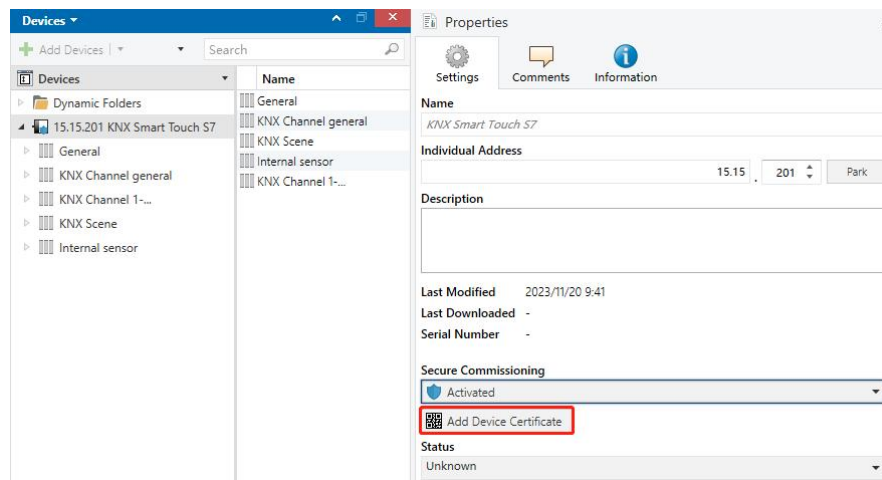 Devices
Add Devices
Search
Devices
Dynamic Folders
15.15.201 KNX Smart Touch S7
General
KNX Channel general
KNX Channel 1-...
KNX Scene
Internal sensor
Name
General
KNX Channel general
KNX Scene
Internal sensor
KNX Channel 1-...
Properties
Settings
Comments
Information
Name
KNX Smart Touch S7
Individual Address
15.15 . 201 Park
Description
Last Modified 2023/11/20 9:41
Last Downloaded -
Serial Number -
Secure Commissioning
Activated
Add Device Certificate
Status
Unknown